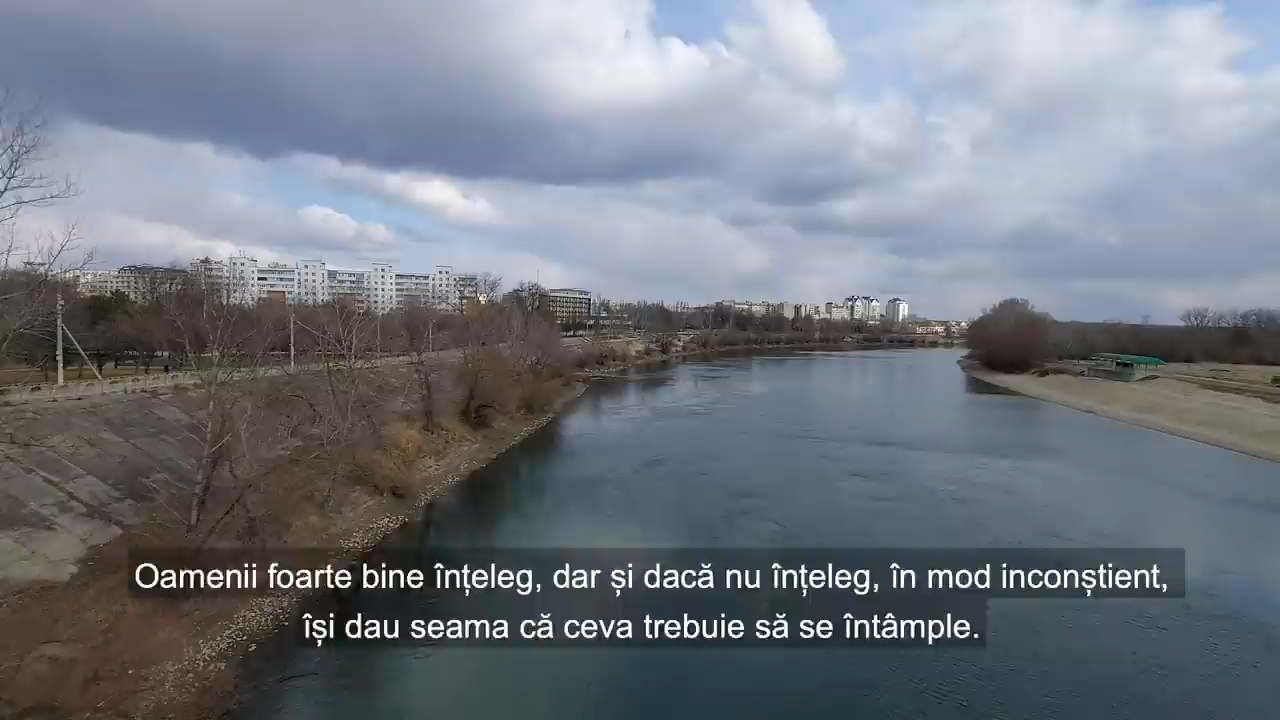 Oamenii foarte bine înțeleg, dar și dacă nu înțeleg, în mod inconștient,
își dau seama că ceva trebuie să se întâmple.